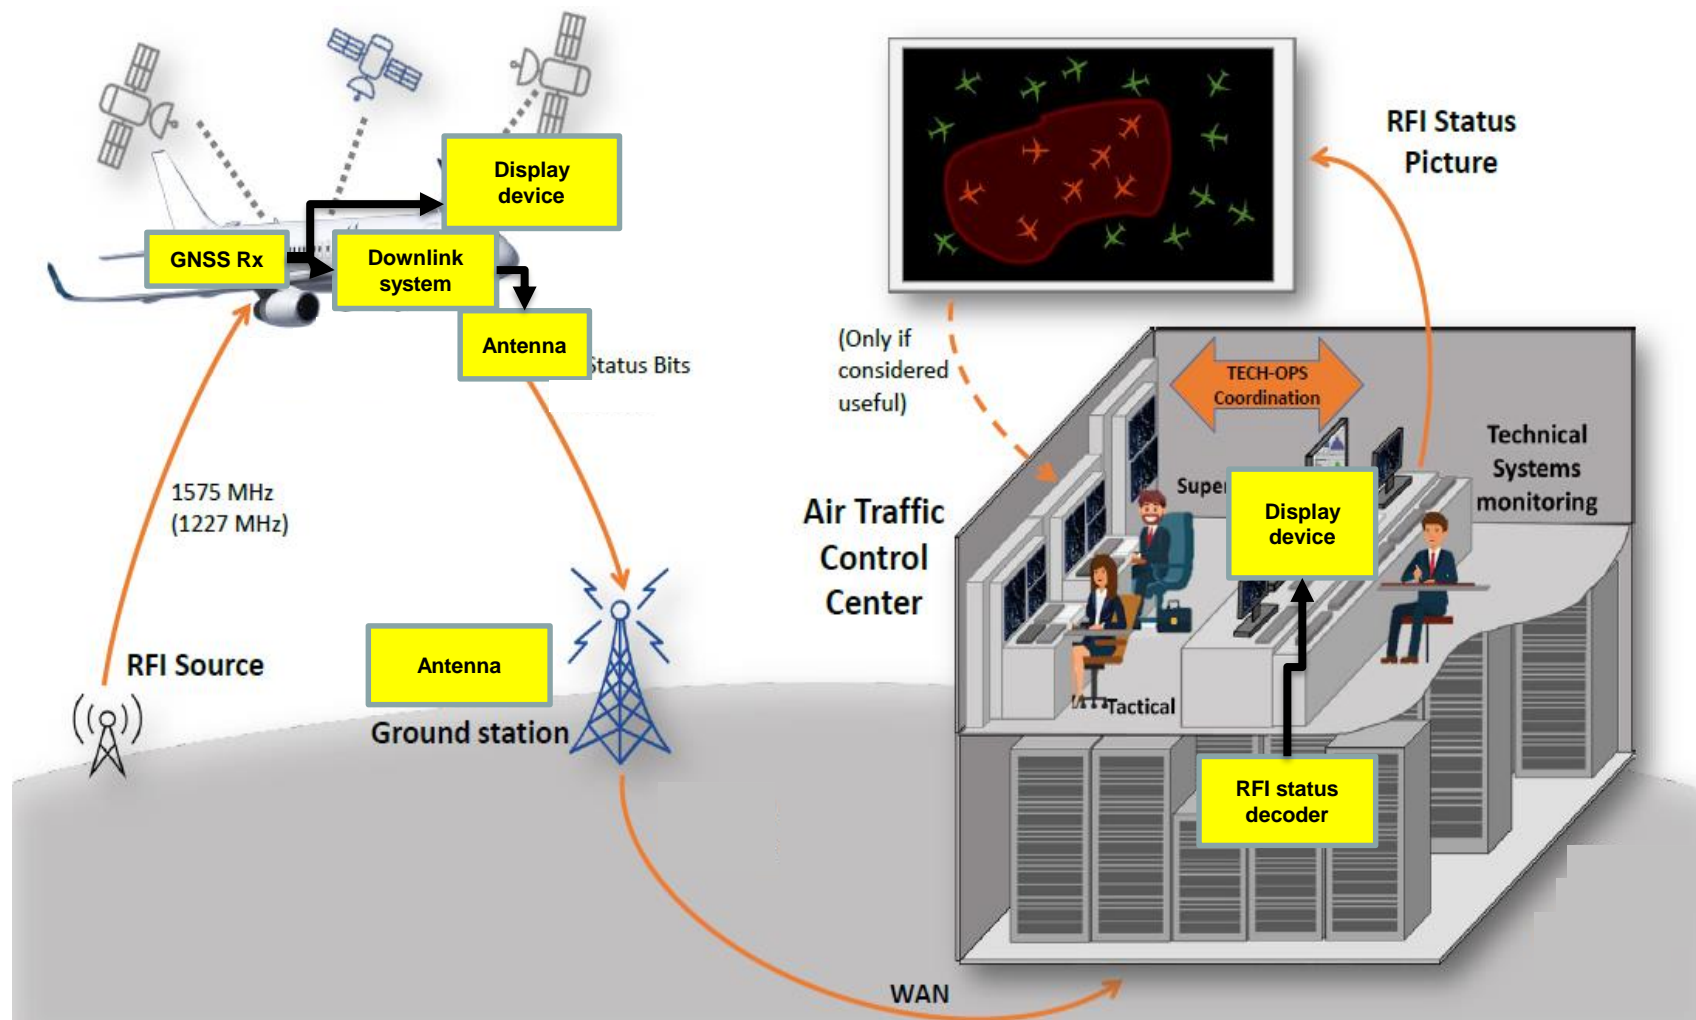 Display
device
GNSS Rx
Downlink
system
Antenna
Status Bits
1575 MHz
(1227 MHz)
RFI Source
Antenna
Ground station
WAN
RFI Status
Picture
(Only if
considered
useful)
TECH-OPS
Coordination
Technical
Systems
monitoring
Super
Display
device
Air Traffic
Control
Center
Tactical
RFI status
decoder